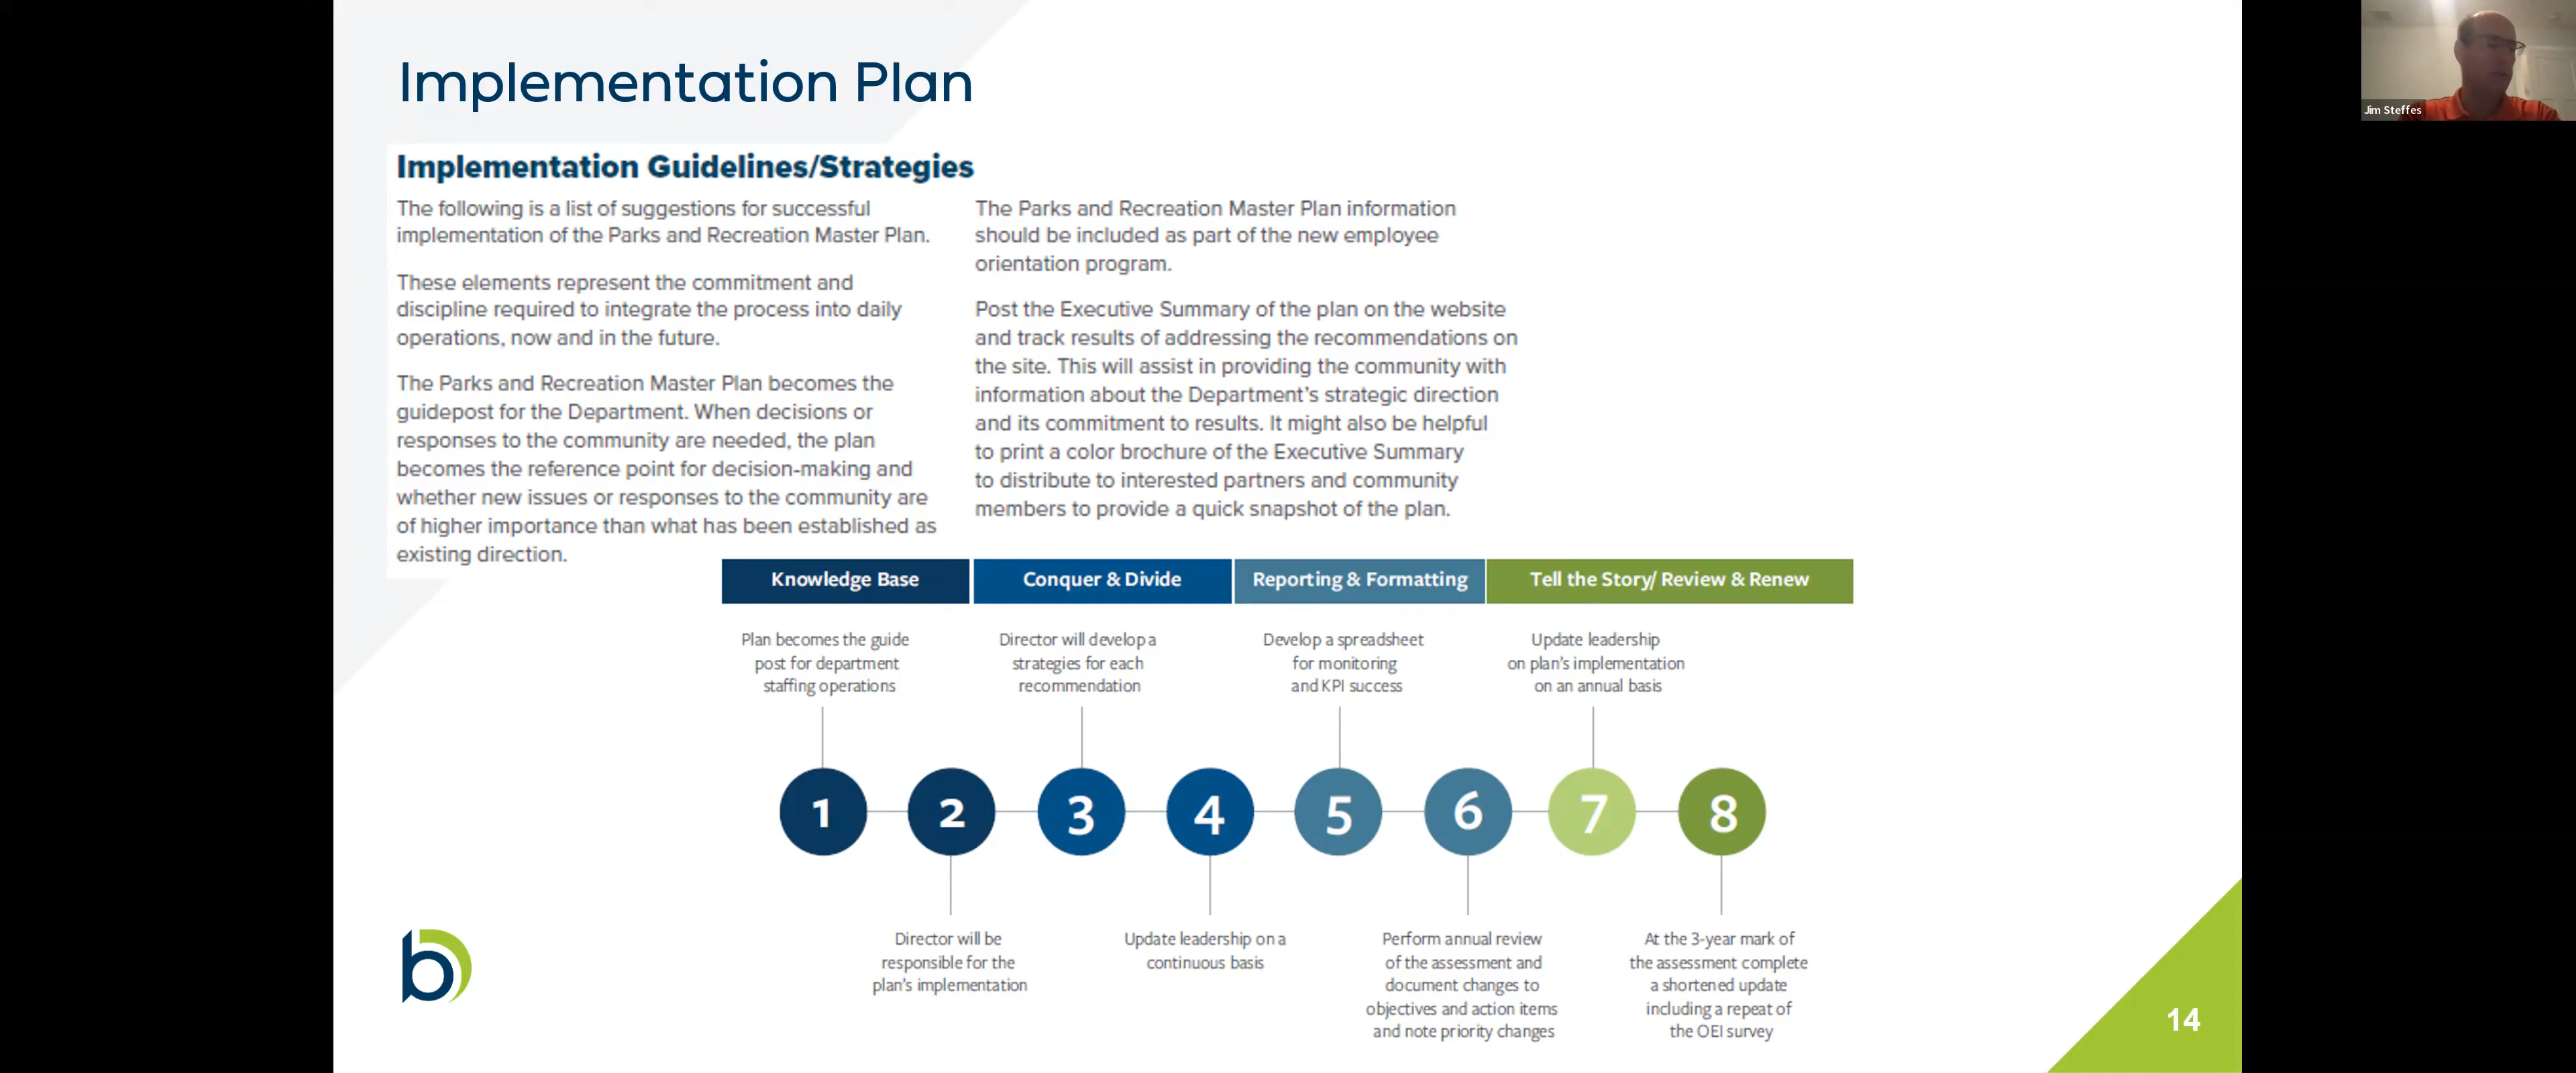 Implementation Plan
Jim Steffes
Implementation Guidelines/Strategies
The following is a list of suggestions for successful
implementation of the Parks and Recreation Master Plan.
These elements represent the commitment and
discipline required to integrate the process into daily
operations, now and in the future.
The Parks and Recreation Master Plan becomes the
guidepost for the Department. When decisions or
responses to the community are needed, the plan
becomes the reference point for decision-making and
whether new issues or responses to the community are
of higher importance than what has been established as
existing direction.
The Parks and Recreation Master Plan information
should be included as part of the new employee
orientation program.
Post the Executive Summary of the plan on the website
and track results of addressing the recommendations on
the site. This will assist in providing the community with
information about the Department's strategic direction
and its commitment to results. It might also be helpful
to print a color brochure of the Executive Summary
to distribute to interested partners and community
members to provide a quick snapshot of the plan.
Knowledge Base
Conquer & Divide
Reporting & Formatting
Tell the Story/ Review & Renew
Plan becomes the guide
post for department
staffing operations
Director will develop a
strategies for each
recommendation
Develop a spreadsheet
for monitoring
and KPI success
Update leadership
on plan's implementation
on an annual basis
1
2
3
4
5
6
7
8
Director will be
responsible for the
plan's implementation
Update leadership on a
continuous basis
Perform annual review
of the assessment and
document changes to
objectives and action items
and note priority changes
At the 3-year mark of
the assessment complete
a shortened update
including a repeat of
the OEI survey
b
14